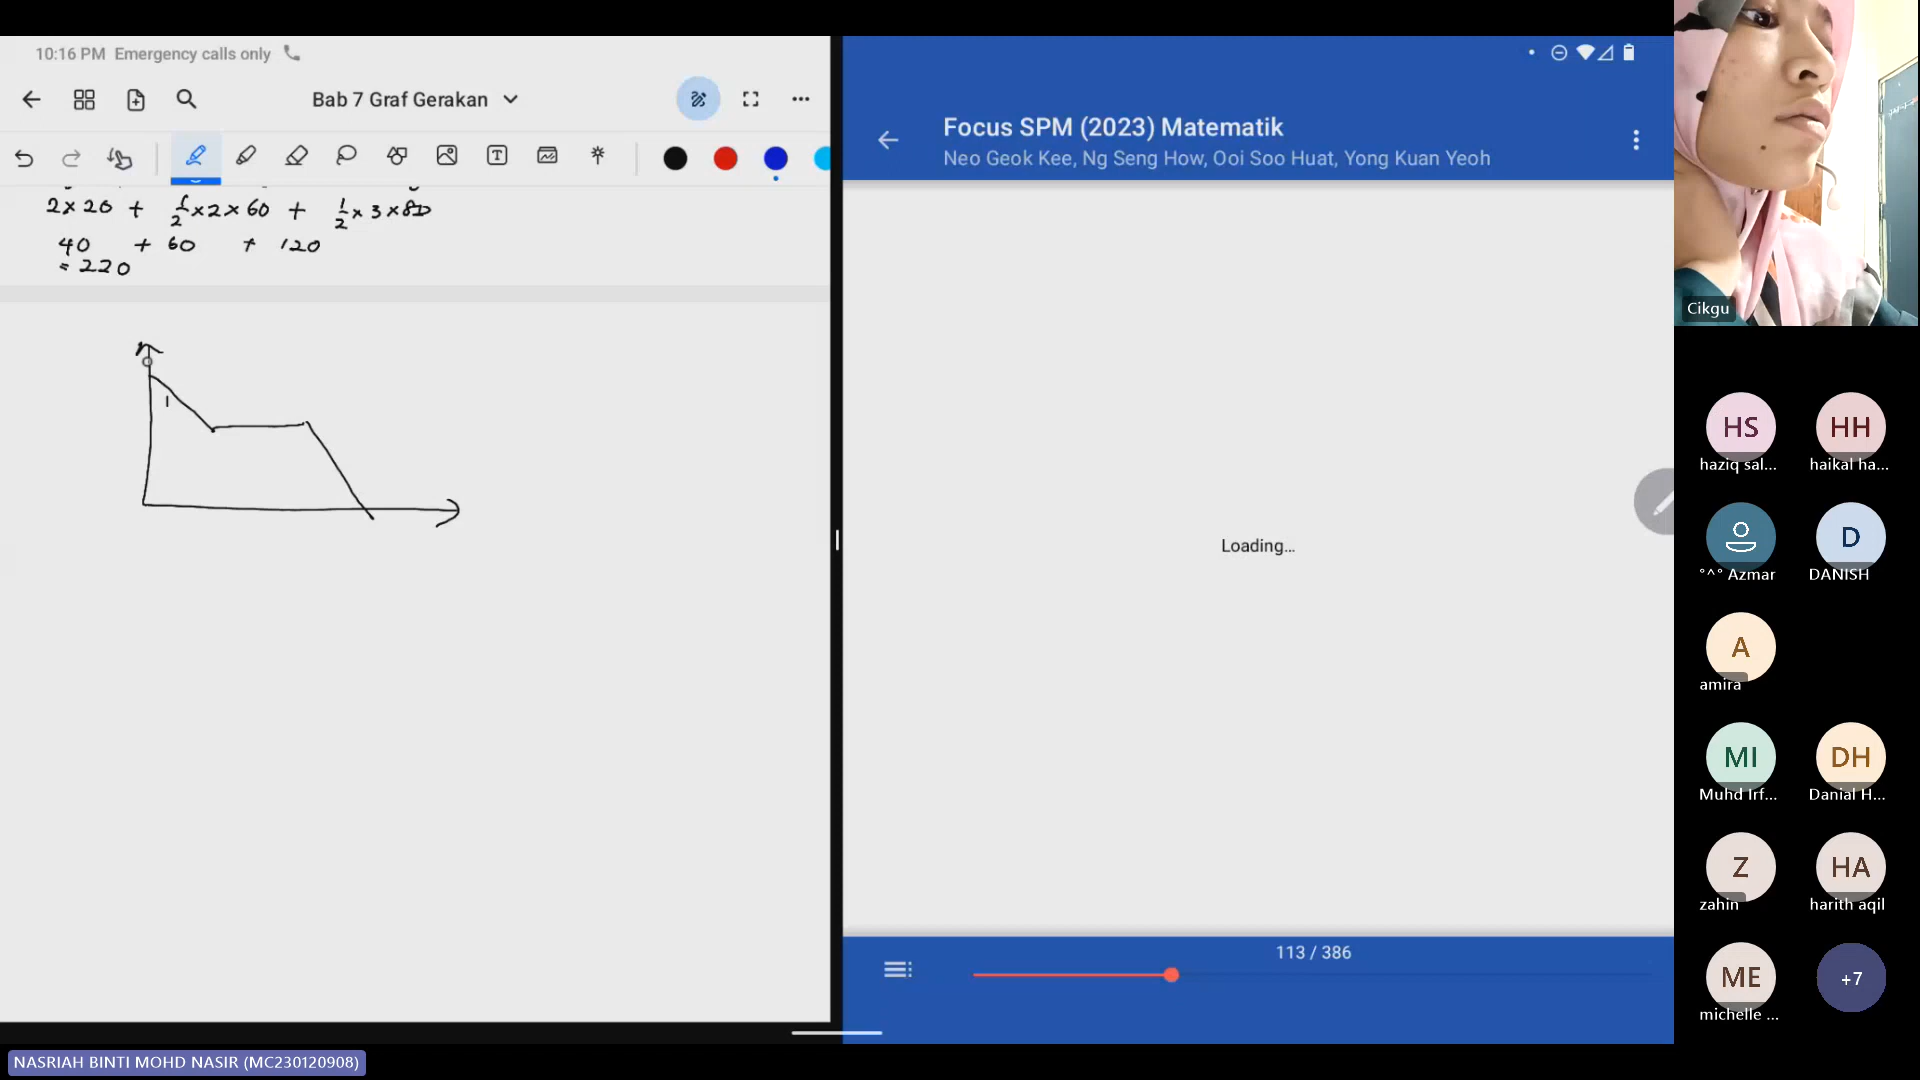 10:16 PM Emergency calls only
Bab 7 Graf Gerakan
2 x 20 + 1/2 x 2 x 60 + 1/2 x 3 x 80
40 + 60 + 120
= 220
1
Focus SPM (2023) Matematik
Neo Geok Kee, Ng Seng How, Ooi Soo Huat, Yong Kuan Yeoh
Loading...
113 / 386
Cikgu
HS
haziq sal...
HH
haikal ha...
°^° Azmar
D
DANISH
A
amira
MI
Muhd Irf...
DH
Danial H...
Z
zahin
HA
harith aqil
ME
michelle ...
+7
NASRIAH BINTI MOHD NASIR (MC230120908)